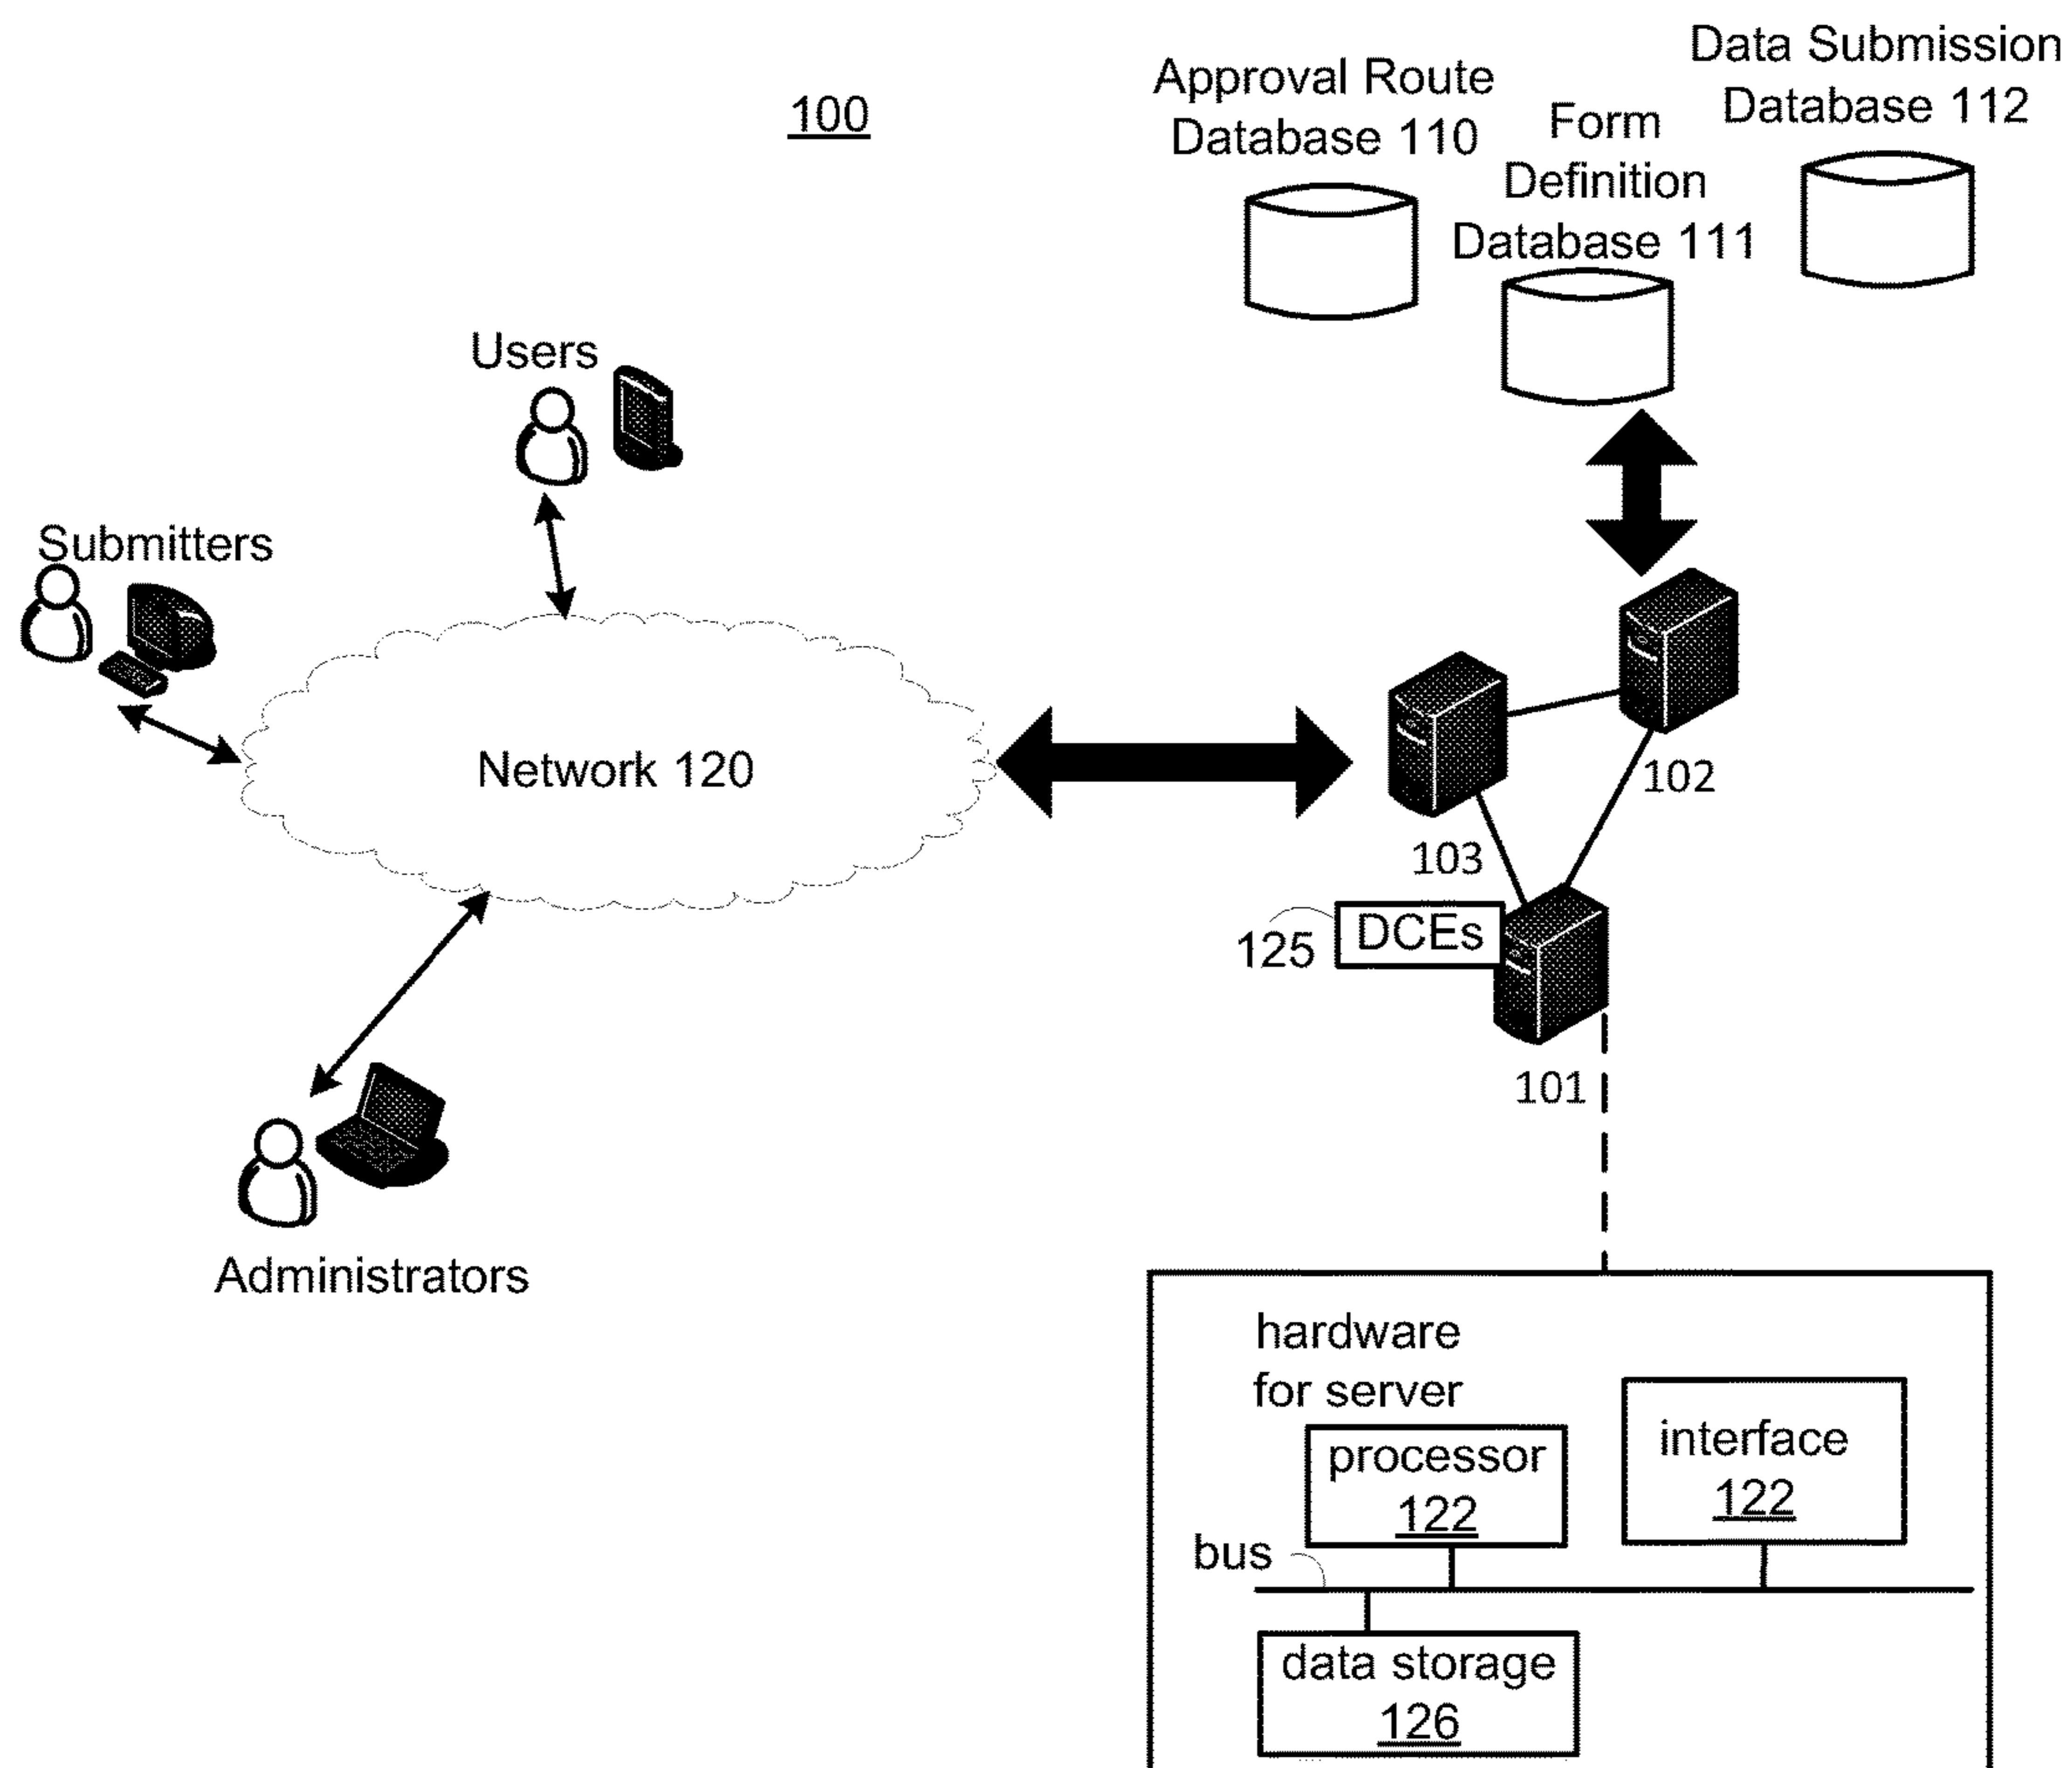 100
Approval Route
Database 110
Form
Definition
Database 111
Data Submission
Database 112
Users
Submitters
Network 120
102
103
125
DCEs
101
Administrators
hardware
for server
processor
122
interface
122
bus
data storage
126